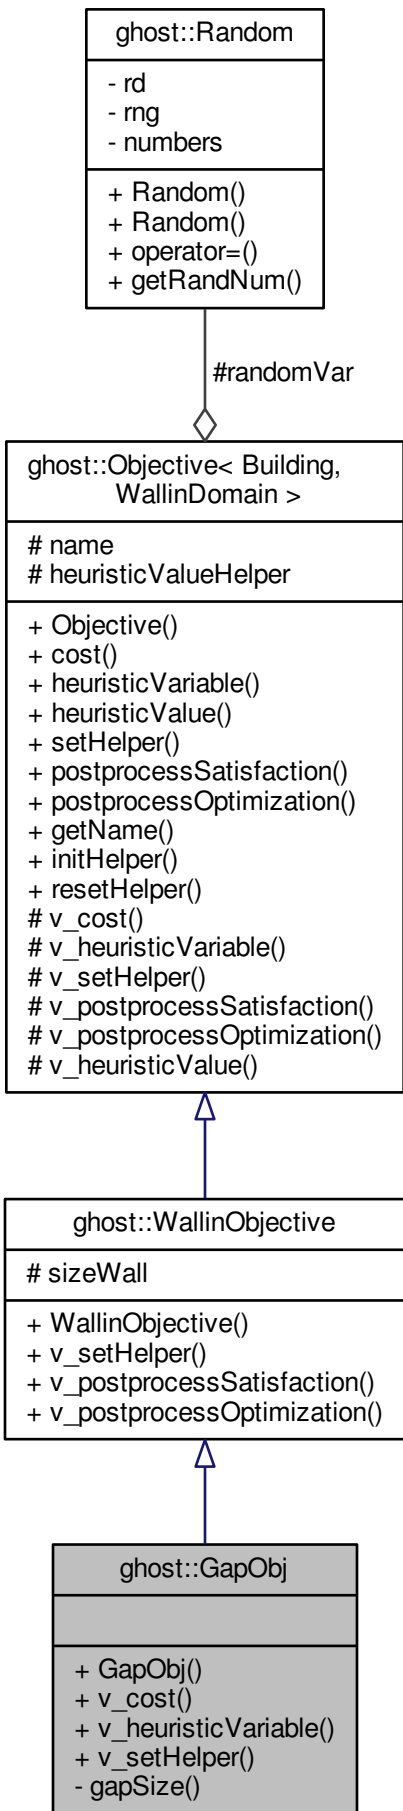 ghost::Random
- rd
- rng
- numbers
+ Random()
+ Random()
+ operator=()
+ getRandNum()
#randomVar
ghost::Objective< Building,
WallinDomain >
# name
# heuristicValueHelper
+ Objective()
+ cost()
+ heuristicVariable()
+ heuristicValue()
+ setHelper()
+ postprocessSatisfaction()
+ postprocessOptimization()
+ getName()
+ initHelper()
+ resetHelper()
# v_cost()
# v_heuristicVariable()
# v_setHelper()
# v_postprocessSatisfaction()
# v_postprocessOptimization()
# v_heuristicValue()
ghost::WallinObjective
# sizeWall
+ WallinObjective()
+ v_setHelper()
+ v_postprocessSatisfaction()
+ v_postprocessOptimization()
ghost::GapObj
+ GapObj()
+ v_cost()
+ v_heuristicVariable()
+ v_setHelper()
- gapSize()